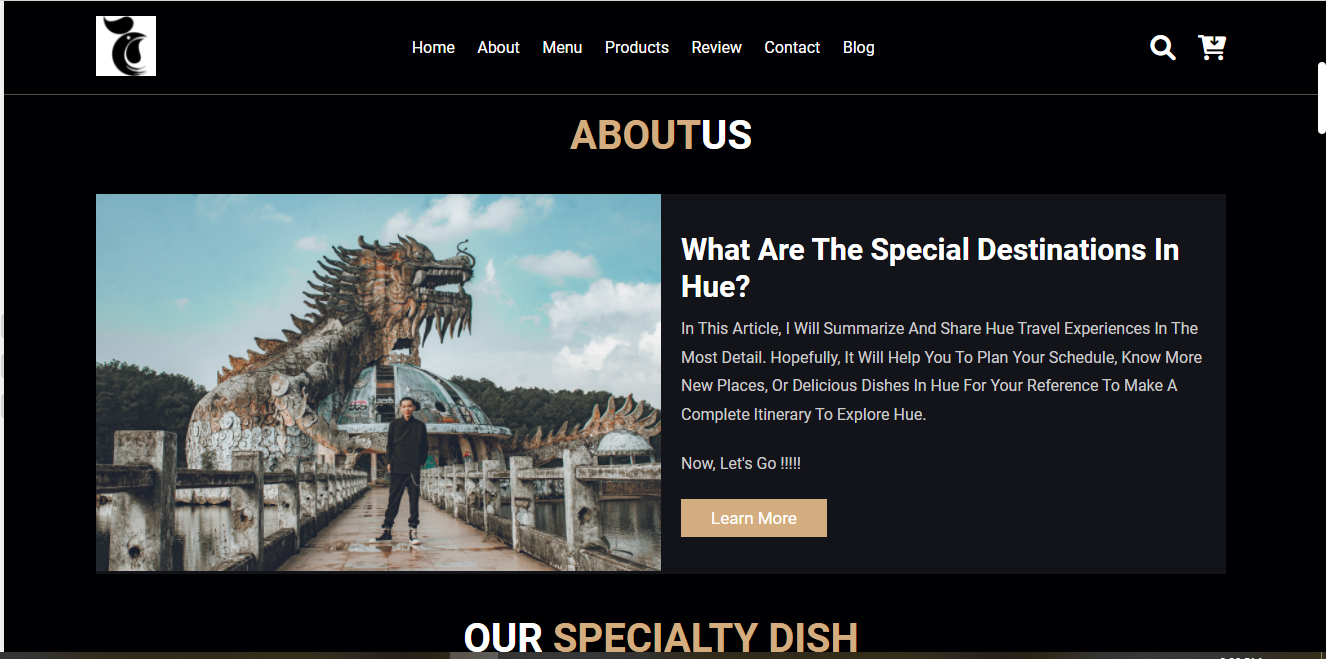 Home About Menu Products Review Contact Blog
ABOUTUS
What Are The Special Destinations In
Hue?
In This Article, I Will Summarize And Share Hue Travel Experiences In The
Most Detail. Hopefully, It Will Help You To Plan Your Schedule, Know More
New Places, Or Delicious Dishes In Hue For Your Reference To Make A
Complete Itinerary To Explore Hue.
Now, Let's Go !!!!!
Learn More
OUR SPECIALTY DISH